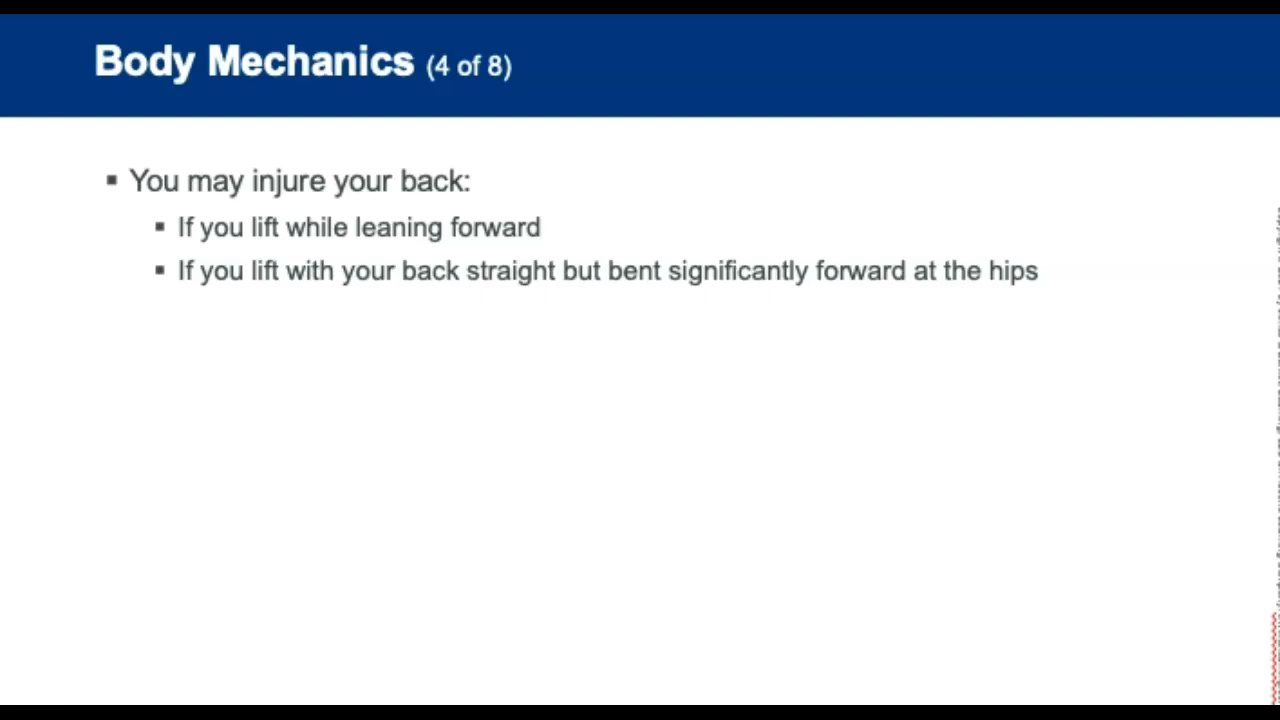 Body Mechanics (4 of 8)
▪ You may injure your back:
▪ If you lift while leaning forward
▪ If you lift with your back straight but bent significantly forward at the hips